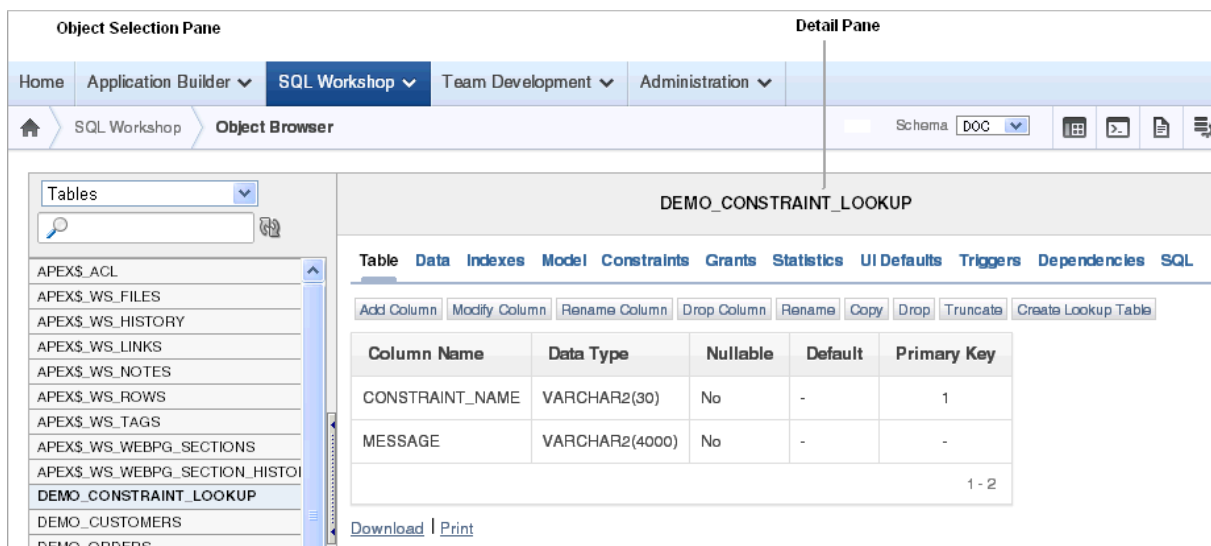 Object Selection Pane
Detail Pane
Home Application Builder SQL Workshop Team Development Administration
SQL Workshop Object Browser Schema DOC
Tables
DEMO_CONSTRAINT_LOOKUP
Table Data Indexes Model Constraints Grants Statistics UI Defaults Triggers Dependencies SQL
Add Column Modify Column Rename Column Drop Column Rename Copy Drop Truncate Create Lookup Table
Column Name Data Type Nullable Default Primary Key
CONSTRAINT_NAME VARCHAR2(30) No - 1
MESSAGE VARCHAR2(4000) No - -
1 - 2
Download | Print
APEX$_ACL
APEX$_WS_FILES
APEX$_WS_HISTORY
APEX$_WS_LINKS
APEX$_WS_NOTES
APEX$_WS_ROWS
APEX$_WS_TAGS
APEX$_WS_WEBPG_SECTIONS
APEX$_WS_WEBPG_SECTION_HISTO
DEMO_CONSTRAINT_LOOKUP
DEMO_CUSTOMERS
DEMO_ORDERS